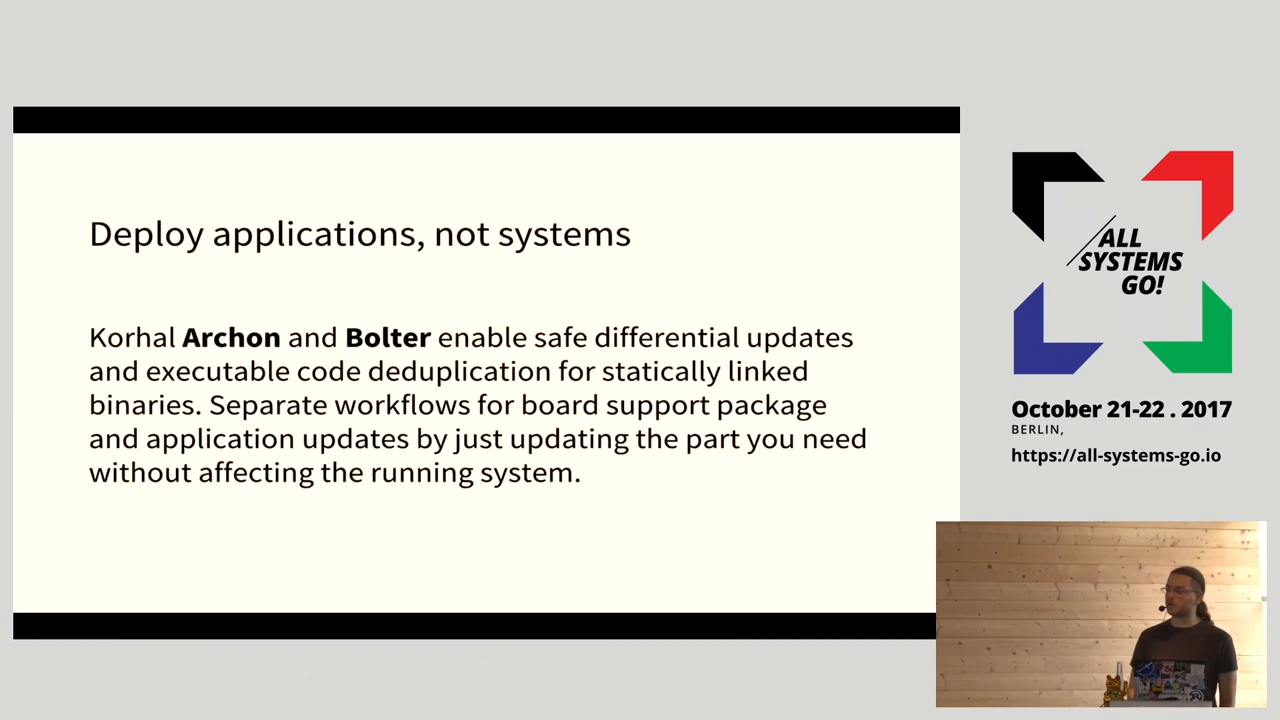 Deploy applications, not systems
Korhal Archon and Bolter enable safe differential updates
and executable code deduplication for statically linked
binaries. Separate workflows for board support package
and application updates by just updating the part you need
without affecting the running system.
ALL
SYSTEMS
GO!
October 21-22 . 2017
BERLIN,
https://all-systems-go.io